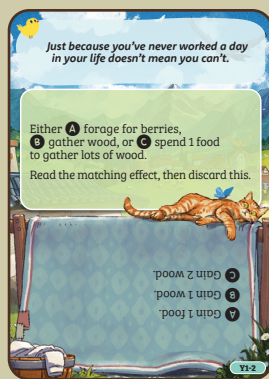 Just because you've never worked a day
in your life doesn't mean you can't.
Either A forage for berries,
B gather wood, or C spend 1 food
to gather lots of wood.
Read the matching effect, then discard this.
A Gain 1 food.
B Gain 1 wood.
C Gain 2 wood.
Y1-2